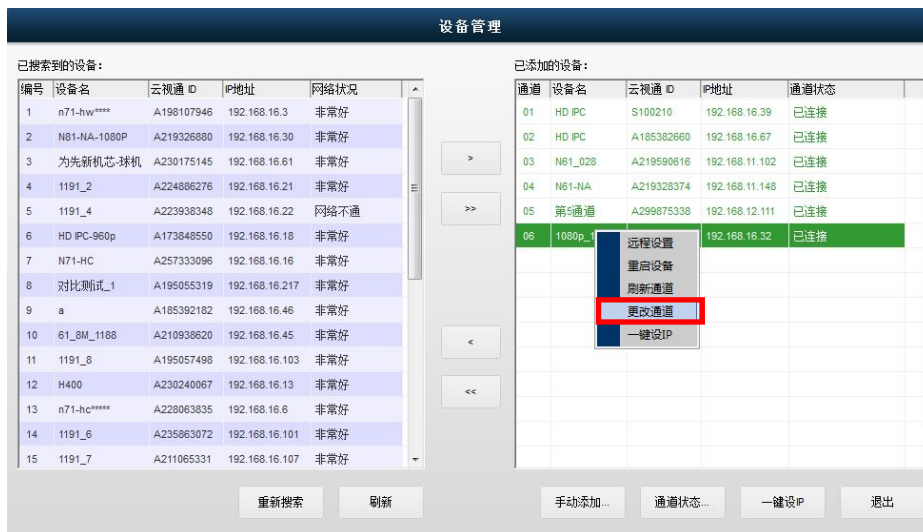 设备管理
已搜索到的设备：
编号 设备名 云视通 ID IP地址 网络状况
1 n71-hw**** A198107946 192.168.16.3 非常好
2 N81-NA-1080P A219326880 192.168.16.30 非常好
3 为先新机芯-球机 A230175145 192.168.16.61 非常好
4 1191_2 A224886276 192.168.16.21 非常好
5 1191_4 A223938348 192.168.16.22 网络不通
6 HD IPC-960p A173848550 192.168.16.18 非常好
7 N71-HC A257333096 192.168.16.16 非常好
8 对比测试_1 A195055319 192.168.16.217 非常好
9 a A185392182 192.168.16.46 非常好
10 61_8M_1188 A210938620 192.168.16.45 非常好
11 1191_8 A195057498 192.168.16.103 非常好
12 H400 A230240067 192.168.16.13 非常好
13 n71-hc***** A228063835 192.168.16.6 非常好
14 1191_6 A235863072 192.168.16.101 非常好
15 1191_7 A211065331 192.168.16.107 非常好
重新搜索 刷新
>
>>
<
<<
已添加的设备：
通道 设备名 云视通 ID IP地址 通道状态
01 HD IPC S100210 192.168.16.39 已连接
02 HD IPC A185382660 192.168.16.67 已连接
03 N61_028 A219590616 192.168.11.102 已连接
04 N61-NA A219328374 192.168.11.148 已连接
05 第5通道 A299875338 192.168.12.111 已连接
06 1080p_1 192.168.16.32 已连接
远程设置
重启设备
刷新通道
更改通道
一键设IP
手动添加... 通道状态... 一键设IP 退出